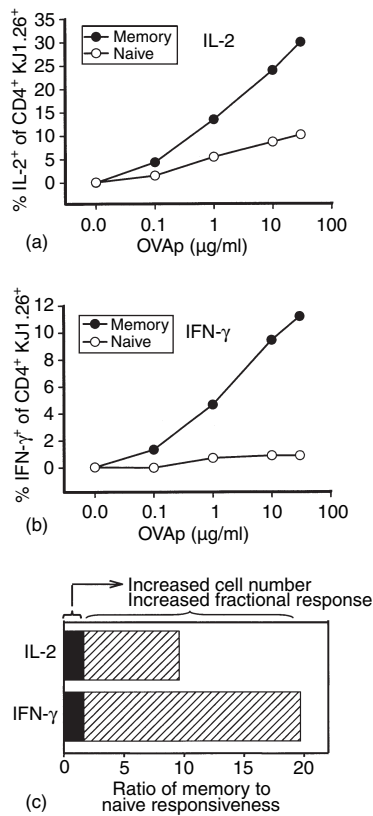 35
30
25
20
15
10
5
0
% IL-2⁺ of CD4⁺ KJ1.26⁺
Memory
Naive
IL-2
0.0 0.1 1 10 100
OVAp (μg/ml)
(a)
12
10
8
6
4
2
0
% IFN-γ⁺ of CD4⁺ KJ1.26⁺
Memory
Naive
IFN-γ
0.0 0.1 1 10 100
OVAp (μg/ml)
(b)
Increased cell number
Increased fractional response
IL-2
IFN-γ
0 5 10 15 20
Ratio of memory to
naive responsiveness
(c)